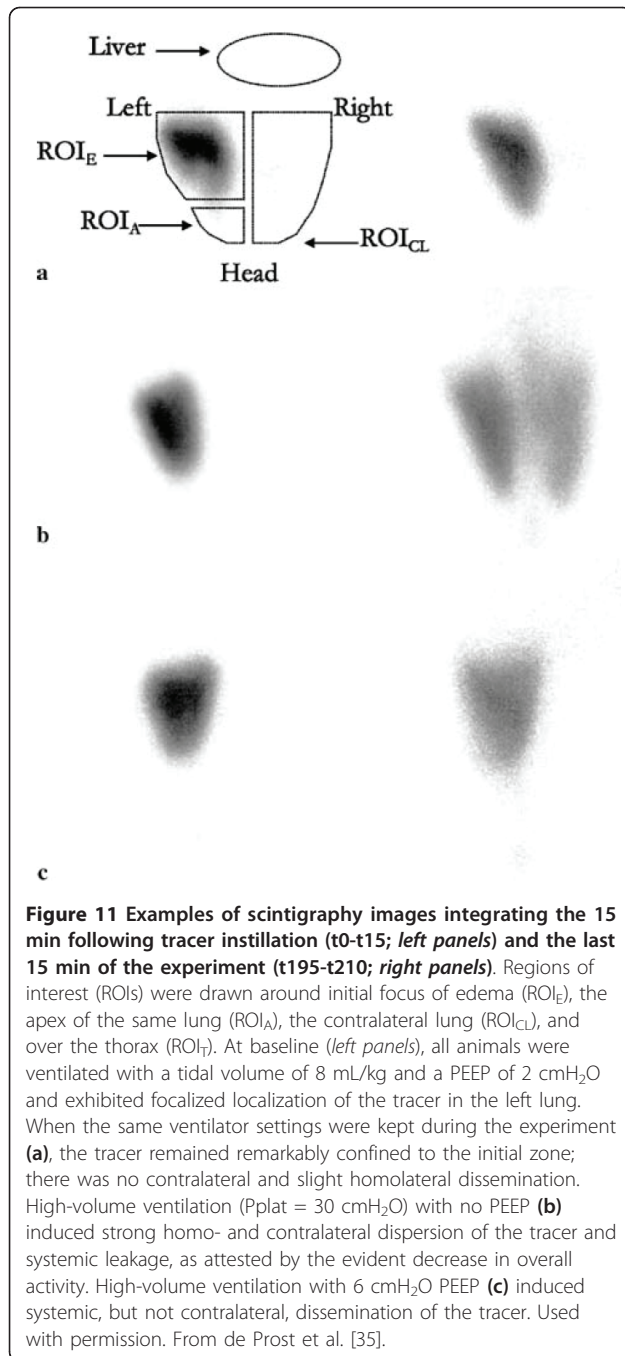 Liver
Left
Right
ROIE
ROIA
ROICL
a
Head
b
c
Figure 11 Examples of scintigraphy images integrating the 15
min following tracer instillation (t0-t15; left panels) and the last
15 min of the experiment (t195-t210; right panels). Regions of
interest (ROIs) were drawn around initial focus of edema (ROIE), the
apex of the same lung (ROIA), the contralateral lung (ROICL), and
over the thorax (ROIT). At baseline (left panels), all animals were
ventilated with a tidal volume of 8 mL/kg and a PEEP of 2 cmH2O
and exhibited focalized localization of the tracer in the left lung.
When the same ventilator settings were kept during the experiment
(a), the tracer remained remarkably confined to the initial zone;
there was no contralateral and slight homolateral dissemination.
High-volume ventilation (Pplat = 30 cmH2O) with no PEEP (b)
induced strong homo- and contralateral dispersion of the tracer and
systemic leakage, as attested by the evident decrease in overall
activity. High-volume ventilation with 6 cmH2O PEEP (c) induced
systemic, but not contralateral, dissemination of the tracer. Used
with permission. From de Prost et al. [35].